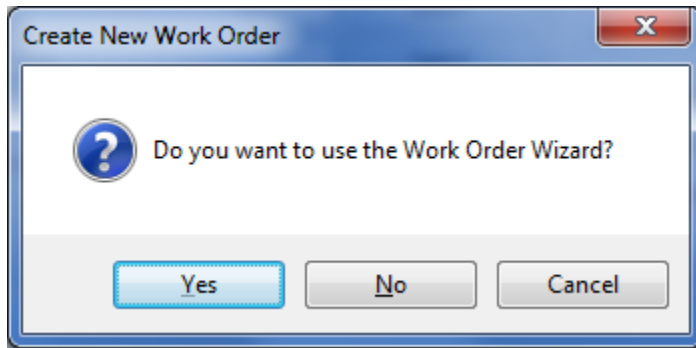 Create New Work Order
Do you want to use the Work Order Wizard?
Yes
No
Cancel